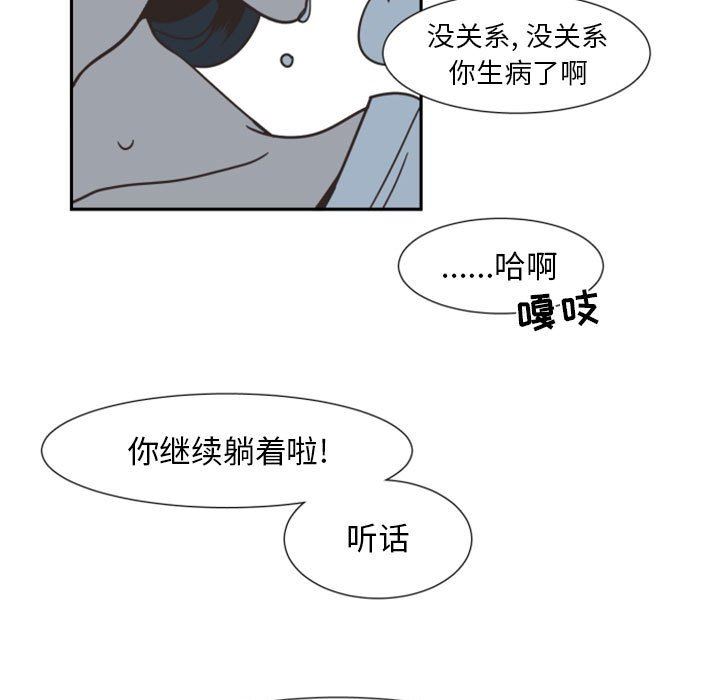 没关系, 没关系
你生病了啊
......哈啊
嘎吱
你继续躺着啦!
听话